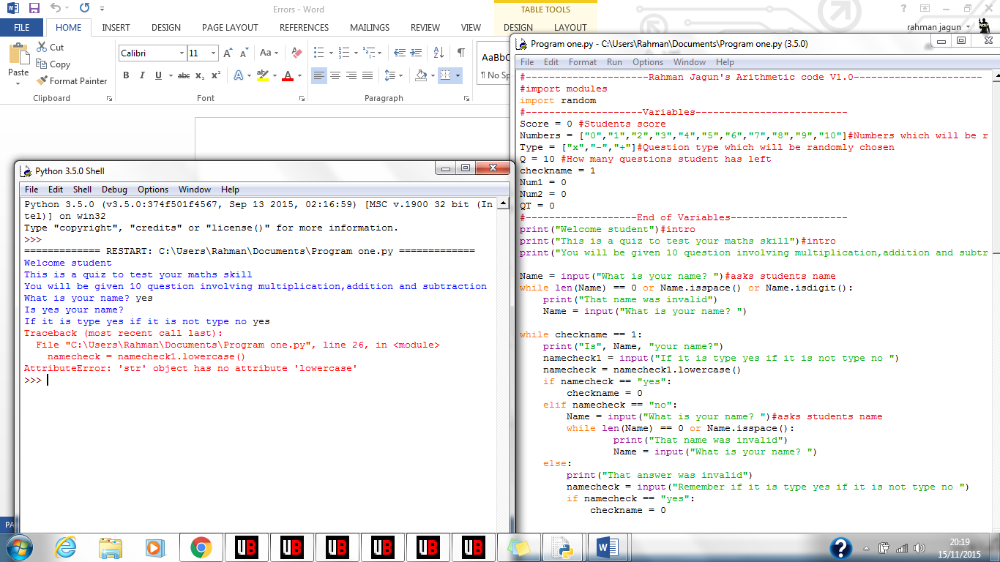 Errors - Word
TABLE TOOLS
?
FILE
HOME
INSERT
DESIGN
PAGE LAYOUT
REFERENCES
MAILINGS
REVIEW
VIEW
DESIGN
LAYOUT
rahman jagun
Paste
Cut
Copy
Format Painter
Clipboard
Calibri
11
A A
Aa
B I U abc x2 x2
A ab A
Font
A Z
Paragraph
AaBbC
¶ No Sp
Python 3.5.0 Shell
File Edit Shell Debug Options Window Help
Python 3.5.0 (v3.5.0:374f501f4567, Sep 13 2015, 02:16:59) [MSC v.1900 32 bit (In
tel)] on win32
Type "copyright", "credits" or "license()" for more information.
>>>
============= RESTART: C:\Users\Rahman\Documents\Program one.py =============
Welcome student
This is a quiz to test your maths skill
You will be given 10 question involving multiplication,addition and subtraction
What is your name? yes
Is yes your name?
If it is type yes if it is not type no yes
Traceback (most recent call last):
  File "C:\Users\Rahman\Documents\Program one.py", line 26, in <module>
    namecheck = namecheck1.lowercase()
AttributeError: 'str' object has no attribute 'lowercase'
>>>
Program one.py - C:\Users\Rahman\Documents\Program one.py (3.5.0)
File Edit Format Run Options Window Help
#---------------------Rahman Jagun's Arithmetic code V1.0----------------------
#import modules
import random
#--------------------Variables--------------------------
Score = 0 #Students score
Numbers = ["0","1","2","3","4","5","6","7","8","9","10"]#Numbers which will be r
Type = ["x","-","+"]#Question type which will be randomly chosen
Q = 10 #How many questions student has left
checkname = 1
Num1 = 0
Num2 = 0
QT = 0
#-------------------End of Variables--------------------
print("Welcome student")#intro
print("This is a quiz to test your maths skill")#intro
print("You will be given 10 question involving multiplication,addition and subtr
Name = input("What is your name? ")#asks students name
while len(Name) == 0 or Name.isspace() or Name.isdigit():
    print("That name was invalid")
    Name = input("What is your name? ")
while checkname == 1:
    print("Is", Name, "your name?")
    namecheck1 = input("If it is type yes if it is not type no ")
    namecheck = namecheck1.lowercase()
    if namecheck == "yes":
        checkname = 0
    elif namecheck == "no":
        Name = input("What is your name? ")#asks students name
        while len(Name) == 0 or Name.isspace():
                print("That name was invalid")
                Name = input("What is your name? ")
    else:
        print("That answer was invalid")
        namecheck = input("Remember if it is type yes if it is not type no ")
        if namecheck == "yes":
            checkname = 0
PA
20:19
15/11/2015